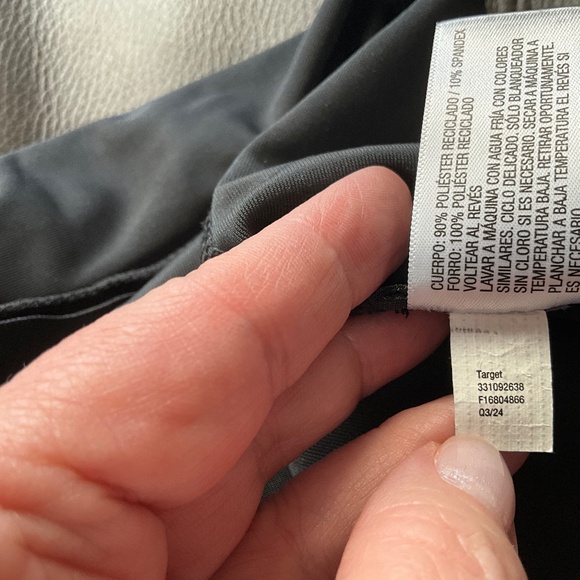 CUERPO: 90% POLIÉSTER RECICLADO / 10% SPANDEX
FORRO: 100% POLIÉSTER RECICLADO
VOLTEAR AL REVÉS
LAVAR A MÁQUINA CON AGUA FRÍA CON COLORES
SIMILARES. CICLO DELICADO. SÓLO BLANQUEADOR
SIN CLORO SI ES NECESARIO. SECAR A MÁQUINA A
TEMPERATURA BAJA. RETIRAR OPORTUNAMENTE.
PLANCHAR A BAJA TEMPERATURA EL REVÉS SI
ES NECESARIO
Target
331092638
F16804866
Q3/24